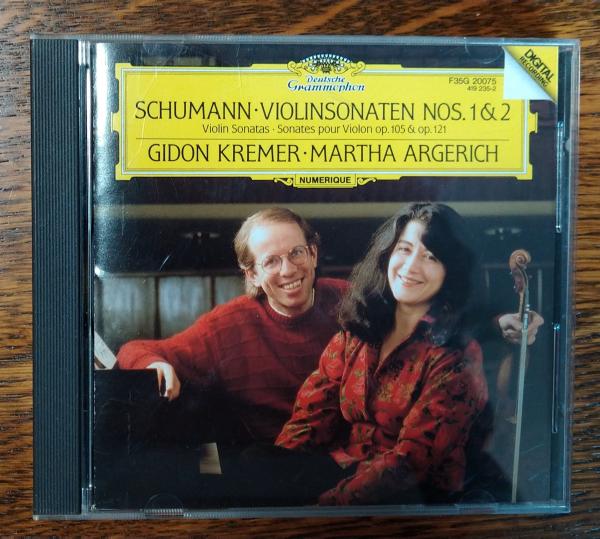 Deutsche
Grammophon
F35G 20075
419 235-2
DIGITAL
RECORDING
SCHUMANN · VIOLINSONATEN NOS. 1 & 2
Violin Sonatas · Sonates pour Violon op. 105 & op. 121
GIDON KREMER · MARTHA ARGERICH
NUMERIQUE